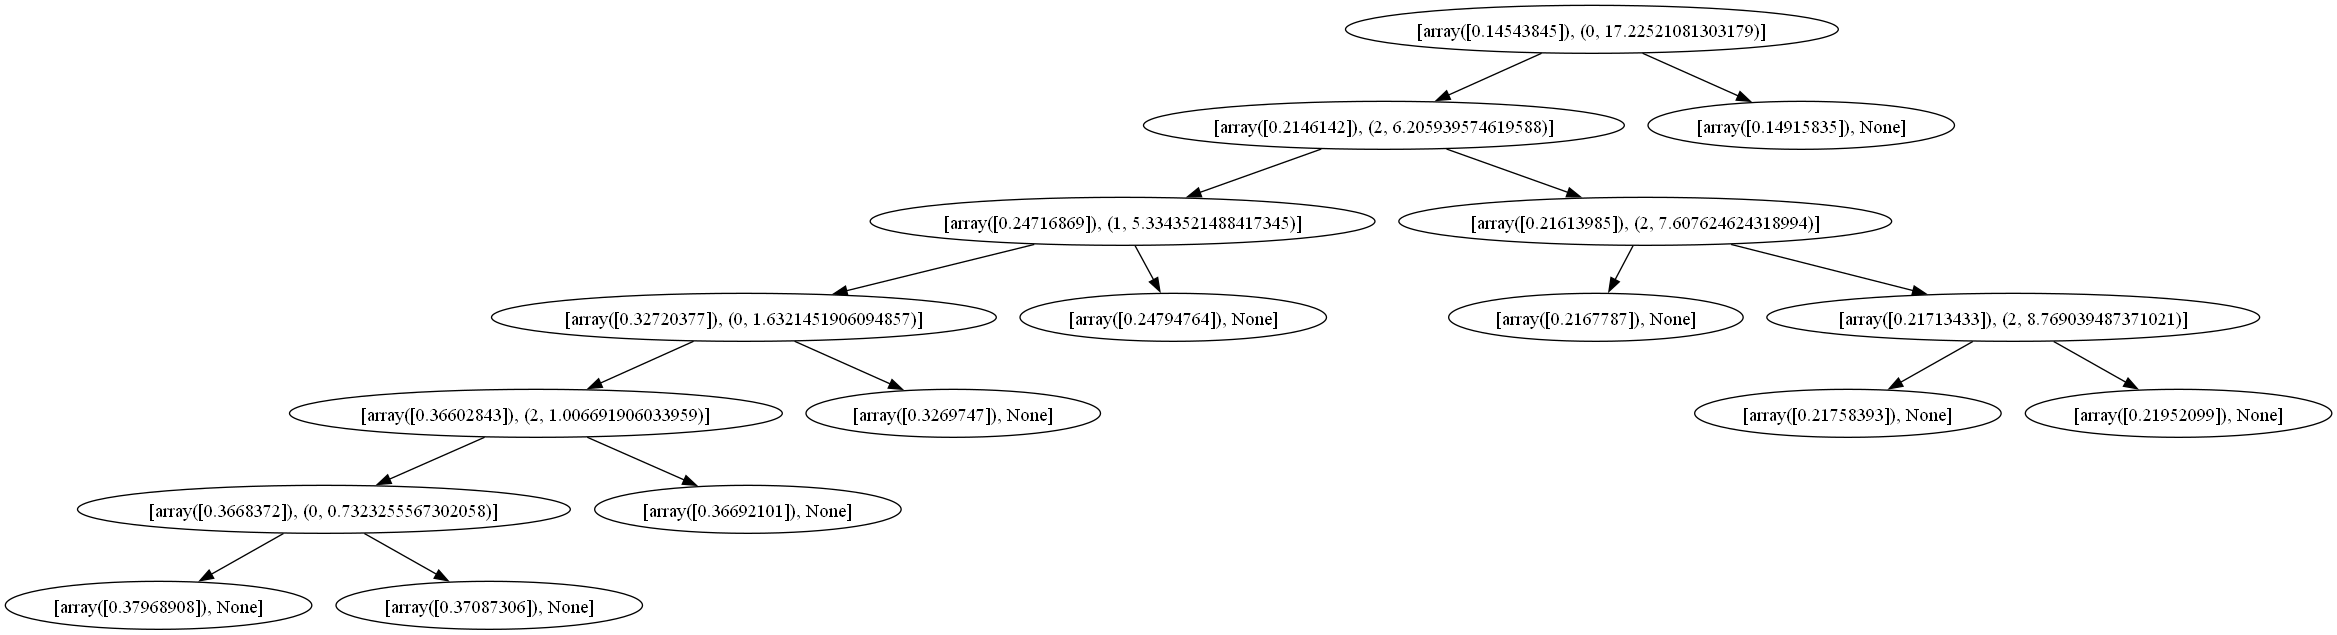 [array([0.14543845]), (0, 17.22521081303179)]
[array([0.2146142]), (2, 6.205939574619588)]
[array([0.14915835]), None]
[array([0.24716869]), (1, 5.3343521488417345)]
[array([0.21613985]), (2, 7.607624624318994)]
[array([0.32720377]), (0, 1.6321451906094857)]
[array([0.24794764]), None]
[array([0.2167787]), None]
[array([0.21713433]), (2, 8.769039487371021)]
[array([0.36602843]), (2, 1.006691906033959)]
[array([0.3269747]), None]
[array([0.21758393]), None]
[array([0.21952099]), None]
[array([0.3668372]), (0, 0.7323255567302058)]
[array([0.36692101]), None]
[array([0.37968908]), None]
[array([0.37087306]), None]